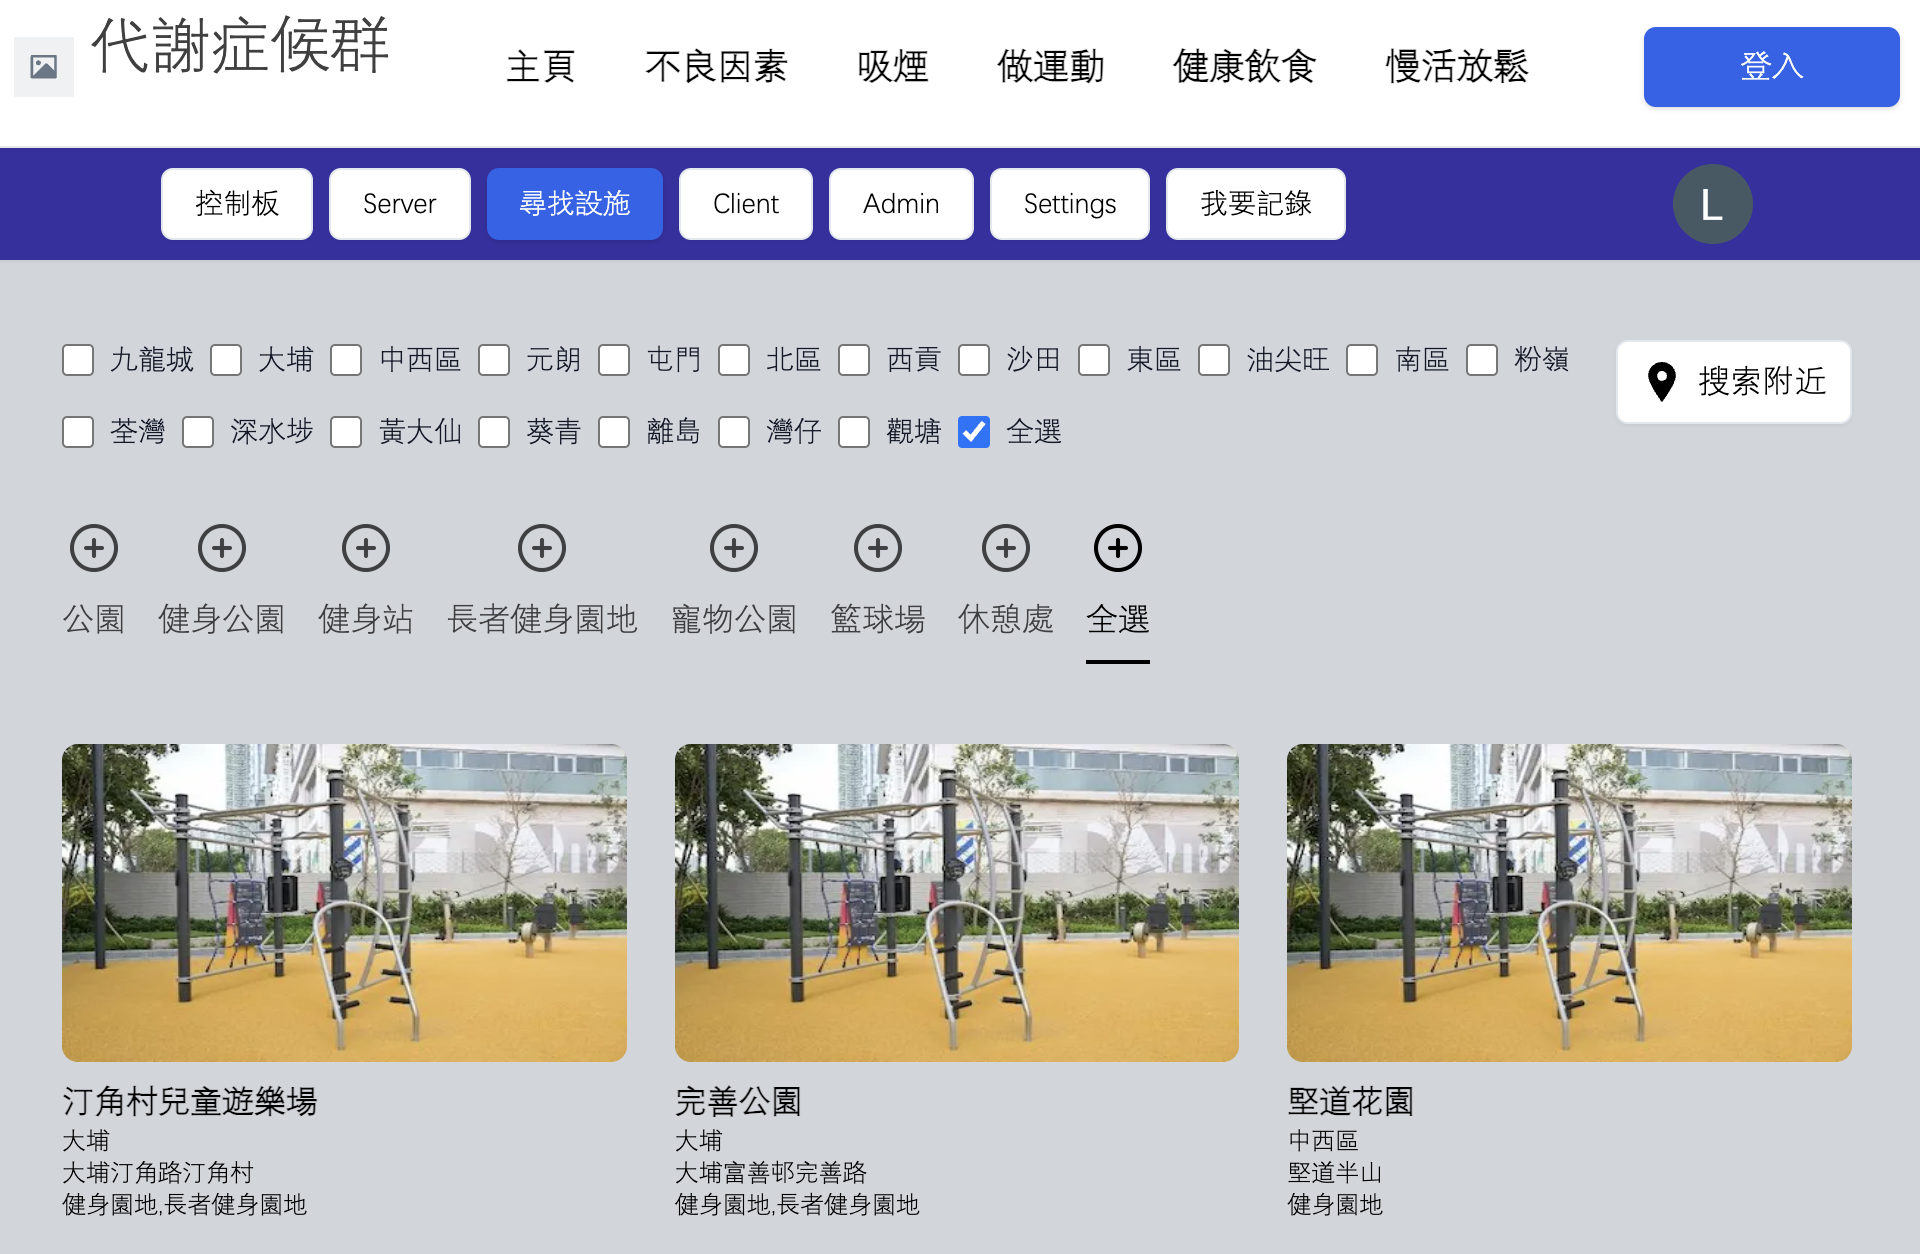 代謝症候群
主頁 不良因素 吸煙 做運動 健康飲食 慢活放鬆
登入
控制板 Server 尋找設施 Client Admin Settings 我要記錄
L
九龍城 大埔 中西區 元朗 屯門 北區 西貢 沙田 東區 油尖旺 南區 粉嶺
荃灣 深水埗 黃大仙 葵青 離島 灣仔 觀塘 全選
搜索附近
公園 健身公園 健身站 長者健身園地 寵物公園 籃球場 休憩處 全選
汀角村兒童遊樂場
大埔
大埔汀角路汀角村
健身園地,長者健身園地
完善公園
大埔
大埔富善邨完善路
健身園地,長者健身園地
堅道花園
中西區
堅道半山
健身園地